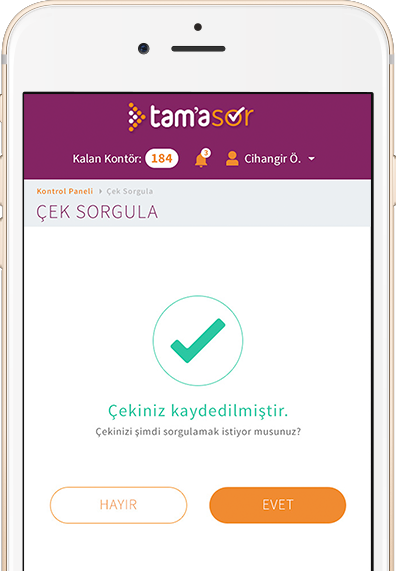 tam'a sor
Kalan Kontör: 184 3 Cihangir Ö.
Kontrol Paneli > Çek Sorgula
ÇEK SORGULA
Çekiniz kaydedilmiştir.
Çekinizi şimdi sorgulamak istiyor musunuz?
HAYIR EVET